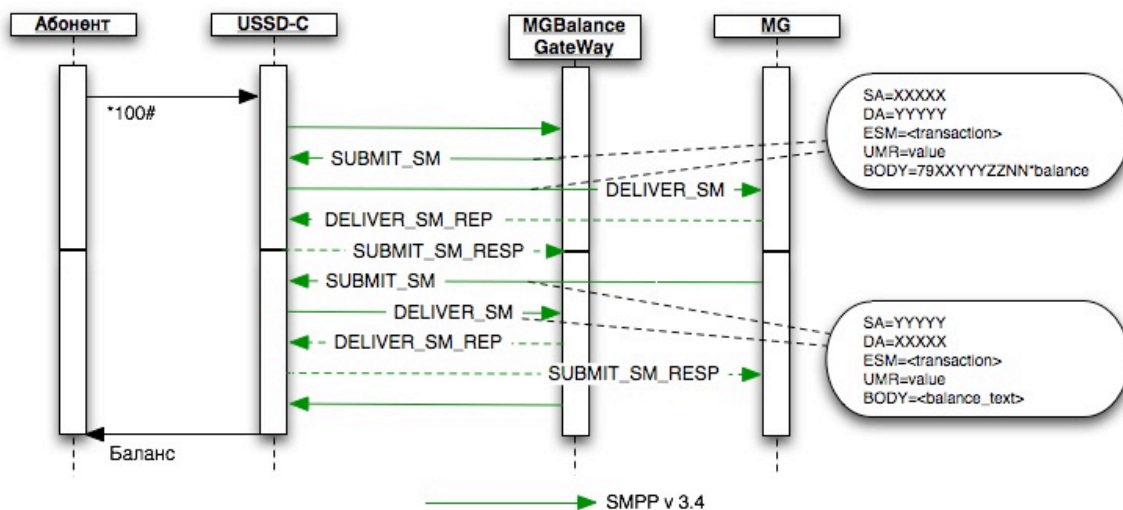 Абонент
USSD-C
MGBalance
GateWay
MG
*100#
SUBMIT_SM
DELIVER_SM
DELIVER_SM_REP
SUBMIT_SM_RESP
SUBMIT_SM
DELIVER_SM
DELIVER_SM_REP
SUBMIT_SM_RESP
Баланс
SA=XXXXX
DA=YYYYY
ESM=<transaction>
UMR=value
BODY=79XXYYYZZNN*balance
SA=YYYYY
DA=XXXXX
ESM=<transaction>
UMR=value
BODY=<balance_text>
SMPP v 3.4